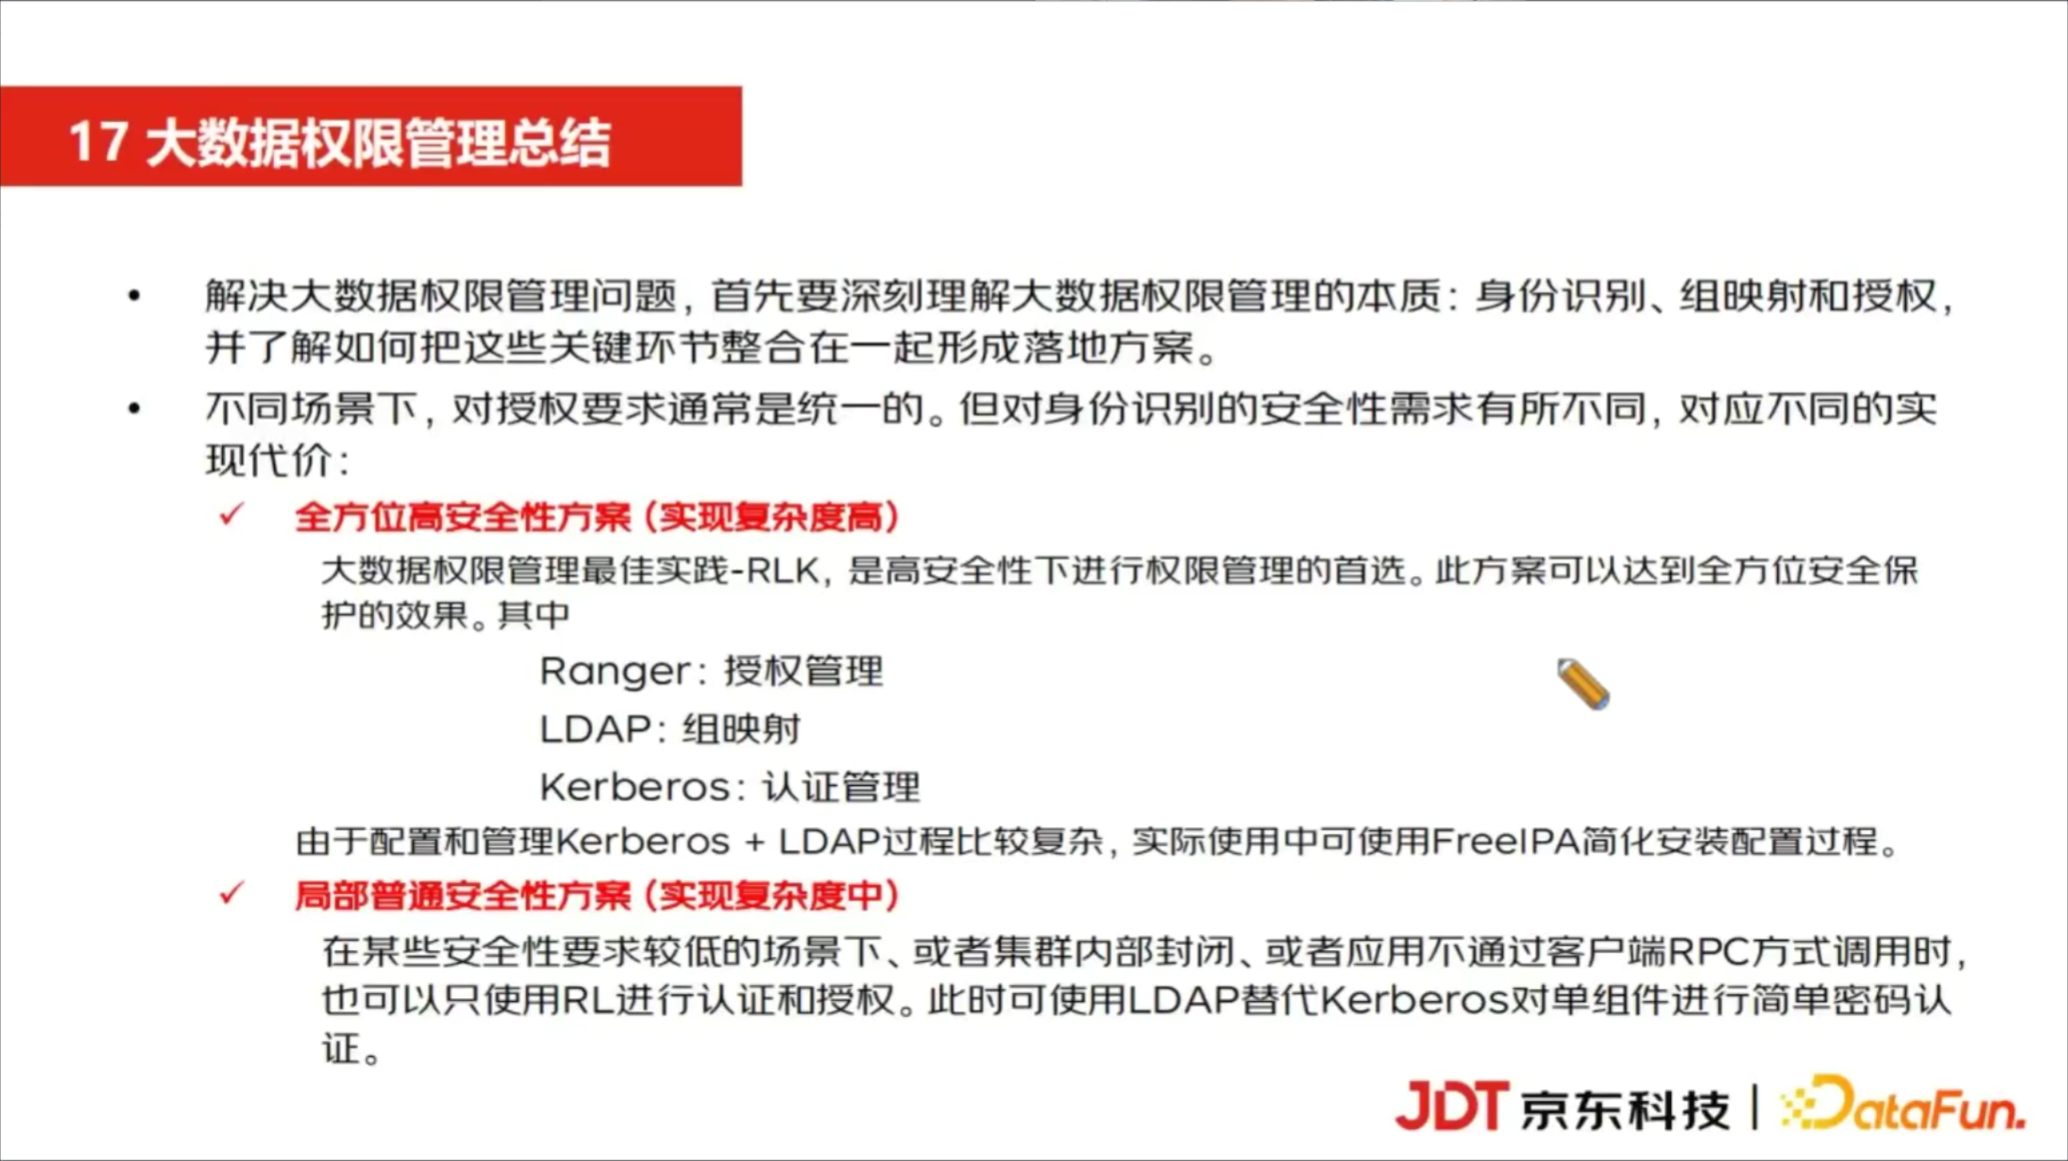 17 大数据权限管理总结
• 解决大数据权限管理问题，首先要深刻理解大数据权限管理的本质：身份识别、组映射和授权，
并了解如何把这些关键环节整合在一起形成落地方案。
• 不同场景下，对授权要求通常是统一的。但对身份识别的安全性需求有所不同，对应不同的实
现代价：
✓ 全方位高安全性方案（实现复杂度高）
大数据权限管理最佳实践-RLK，是高安全性下进行权限管理的首选。此方案可以达到全方位安全保
护的效果。其中
Ranger：授权管理
LDAP：组映射
Kerberos：认证管理
由于配置和管理Kerberos + LDAP过程比较复杂，实际使用中可使用FreeIPA简化安装配置过程。
✓ 局部普通安全性方案（实现复杂度中）
在某些安全性要求较低的场景下、或者集群内部封闭、或者应用不通过客户端RPC方式调用时，
也可以只使用RL进行认证和授权。此时可使用LDAP替代Kerberos对单组件进行简单密码认
证。
JDT 京东科技 | DataFun.